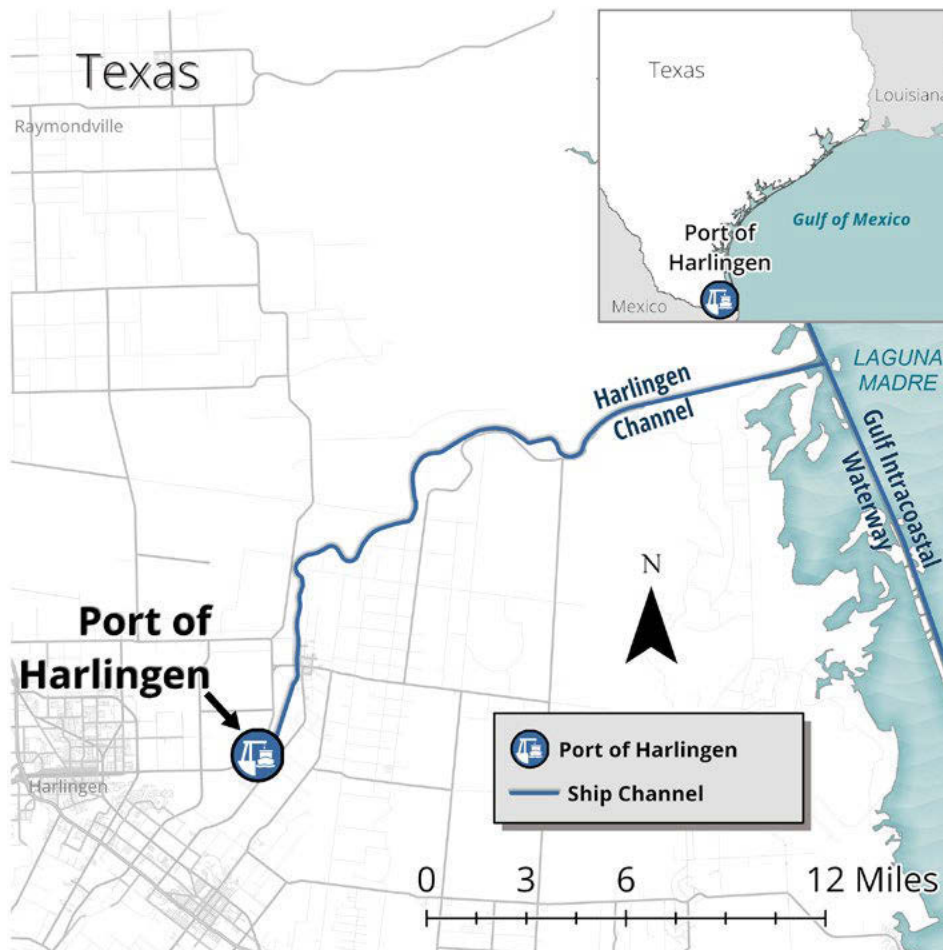 Texas
Raymondville
Texas
Louisiana
Gulf of Mexico
Port of
Harlingen
Mexico
LAGUNA
MADRE
Harlingen
Channel
Gulf Intracoastal
Waterway
N
Port of
Harlingen
Harlingen
Port of Harlingen
Ship Channel
0 3 6 12 Miles